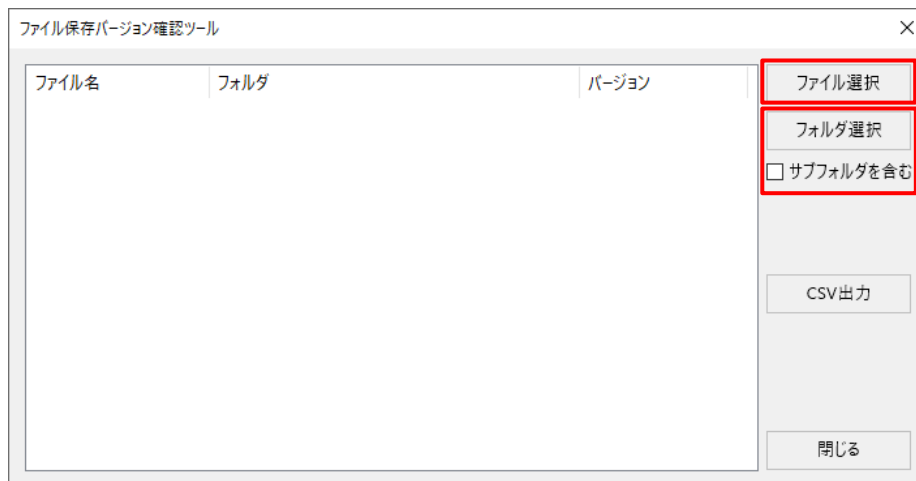 ファイル保存バージョン確認ツール
ファイル名 フォルダ バージョン
ファイル選択
フォルダ選択
サブフォルダを含む
CSV出力
閉じる